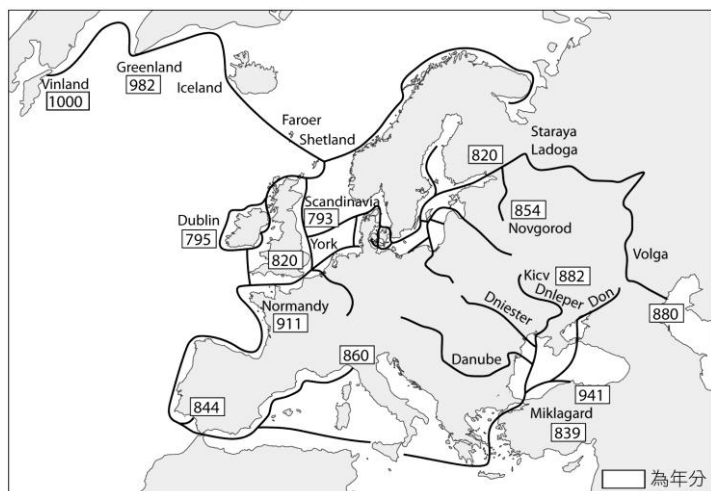 Vinland
1000
Greenland
982
Iceland
Faroer
Shetland
Staraya
Ladoga
820
Scandinavia
793
854
Novgorod
Dublin
795
York
820
Volga
Kicv
882
Dnieper
Don
880
Dniester
Normandy
911
Danube
860
844
941
Miklagard
839
為年分